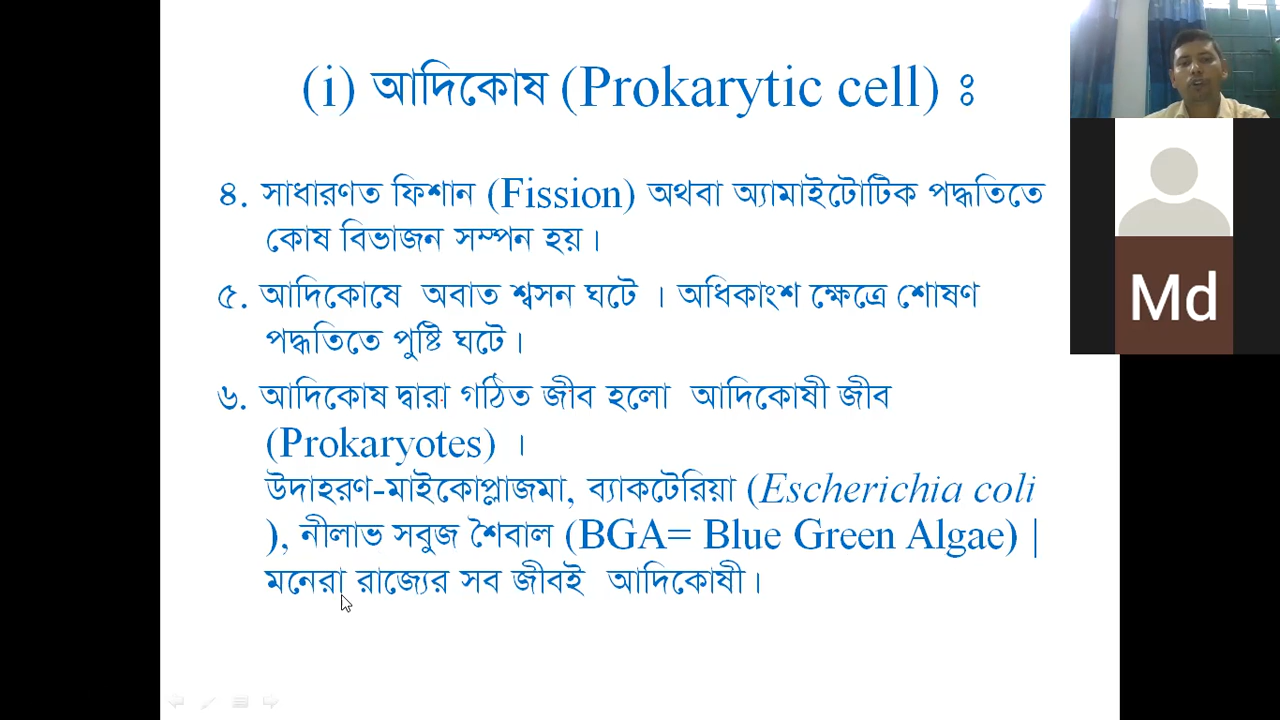 (i) আদিকোষ (Prokarytic cell) ঃ
৪. সাধারণত ফিশান (Fission) অথবা অ্যামাইটোটিক পদ্ধতিতে
কোষ বিভাজন সম্পন হয়।
৫. আদিকোষে অবাত শ্বসন ঘটে । অধিকাংশ ক্ষেত্রে শোষণ
পদ্ধতিতে পুষ্টি ঘটে।
৬. আদিকোষ দ্বারা গঠিত জীব হলো আদিকোষী জীব
(Prokaryotes) ।
উদাহরণ-মাইকোপ্লাজমা, ব্যাকটেরিয়া (Escherichia coli
), নীলাভ সবুজ শৈবাল (BGA= Blue Green Algae) |
মনেরা রাজ্যের সব জীবই আদিকোষী।
Md